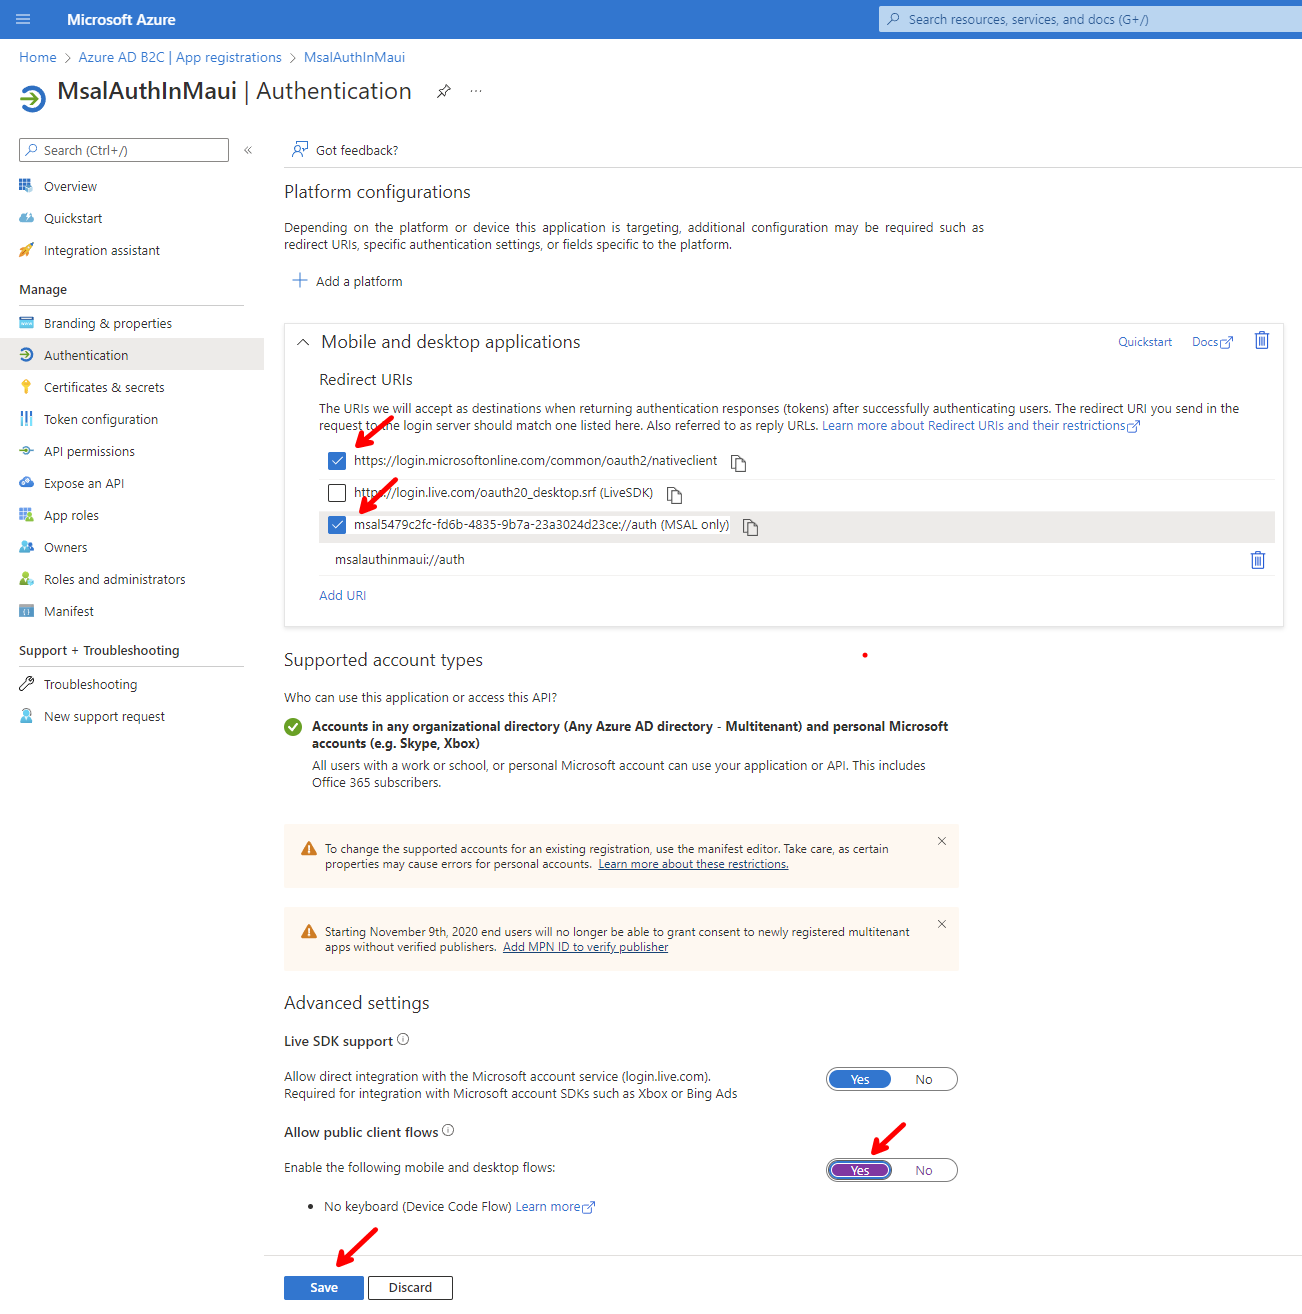 Microsoft Azure
Search resources, services, and docs (G+/)
Home > Azure AD B2C | App registrations > MsalAuthInMaui
MsalAuthInMaui | Authentication ...
Search (Ctrl+/) «
Overview
Quickstart
Integration assistant
Manage
Branding & properties
Authentication
Certificates & secrets
Token configuration
API permissions
Expose an API
App roles
Owners
Roles and administrators
Manifest
Support + Troubleshooting
Troubleshooting
New support request
Got feedback?
Platform configurations
Depending on the platform or device this application is targeting, additional configuration may be required such as
redirect URIs, specific authentication settings, or fields specific to the platform.
Add a platform
Mobile and desktop applications
Quickstart Docs
Redirect URIs
The URIs we will accept as destinations when returning authentication responses (tokens) after successfully authenticating users. The redirect URI you send in the
request to the login server should match one listed here. Also referred to as reply URLs. Learn more about Redirect URIs and their restrictions
https://login.microsoftonline.com/common/oauth2/nativeclient
https://login.live.com/oauth20_desktop.srf (LiveSDK)
msal5479c2fc-fd6b-4835-9b7a-23a3024d23ce://auth (MSAL only)
msalauthinmaui://auth
Add URI
Supported account types
Who can use this application or access this API?
Accounts in any organizational directory (Any Azure AD directory - Multitenant) and personal Microsoft
accounts (e.g. Skype, Xbox)
All users with a work or school, or personal Microsoft account can use your application or API. This includes
Office 365 subscribers.
To change the supported accounts for an existing registration, use the manifest editor. Take care, as certain
properties may cause errors for personal accounts. Learn more about these restrictions.
Starting November 9th, 2020 end users will no longer be able to grant consent to newly registered multitenant
apps without verified publishers. Add MPN ID to verify publisher
Advanced settings
Live SDK support
Allow direct integration with the Microsoft account service (login.live.com).
Required for integration with Microsoft account SDKs such as Xbox or Bing Ads
Yes No
Allow public client flows
Enable the following mobile and desktop flows:
Yes No
• No keyboard (Device Code Flow) Learn more
Save Discard